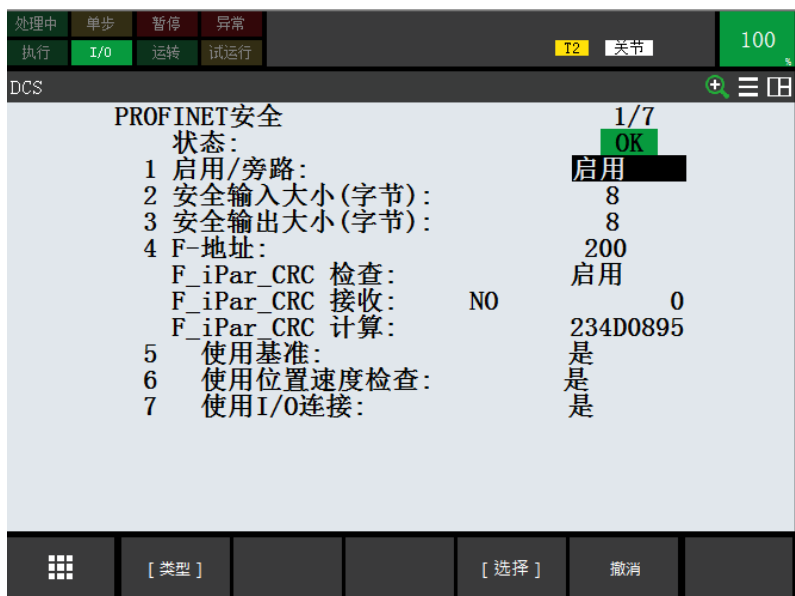 处理中 单步 暂停 异常
执行 I/O 运转 试运行 T2 关节 100 %
DCS
PROFINET安全 1/7
状态: OK
1 启用/旁路: 启用
2 安全输入大小(字节): 8
3 安全输出大小(字节): 8
4 F-地址: 200
F_iPar_CRC 检查: 启用
F_iPar_CRC 接收: NO 0
F_iPar_CRC 计算: 234D0895
5 使用基准: 是
6 使用位置速度检查: 是
7 使用I/O连接: 是
[ 类型 ] [ 选择 ] 撤消